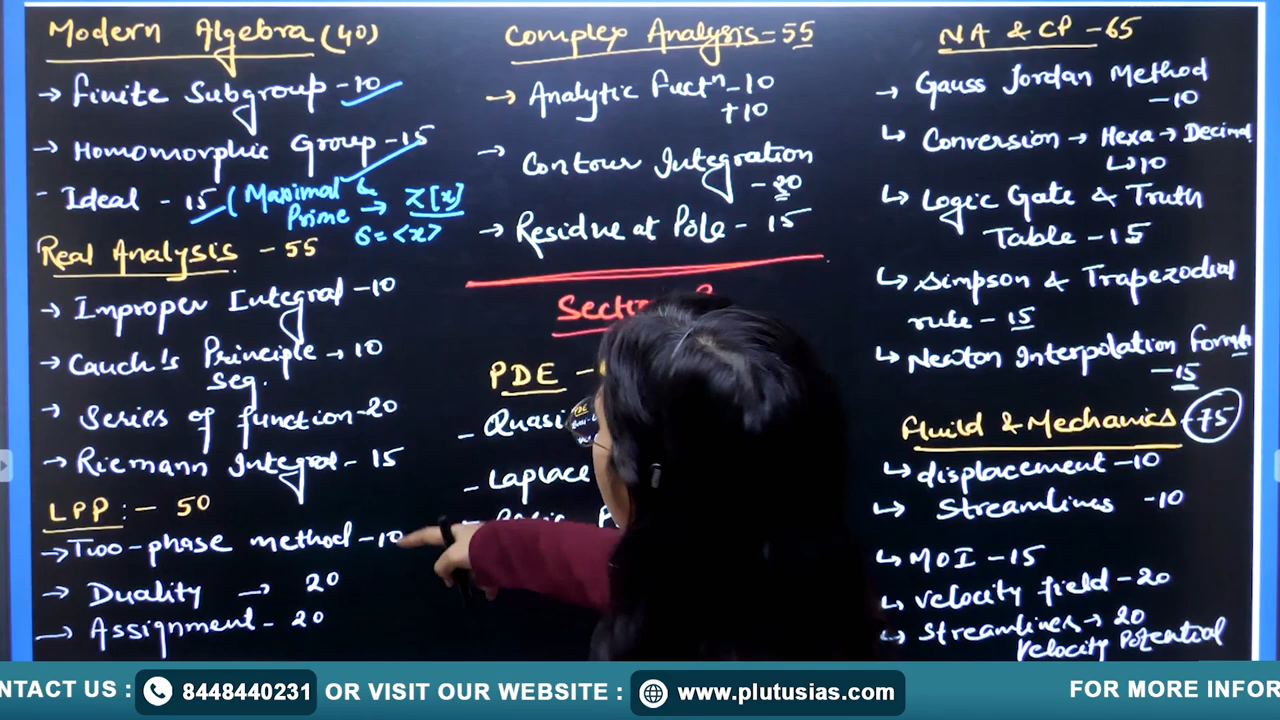 Modern Algebra (40)
→ finite Subgroup - 10
→ Homomorphic Group - 15
- Ideal - 15 ( Maximal &
Prime → Z[x]
G = <x>
Real Analysis - 55
→ Improper Integral - 10
→ Cauch's Principle → 10
Seq.
→ Series of function - 20
→ Riemann Integral - 15
LPP :- 50
→ Two-phase method - 10
→ Duality → 20
→ Assignment - 20
Complex Analysis - 55
→ Analytic Fuctn - 10
+ 10
→ Contour Integration
- 20
→ Residue at Pole - 15
PDE -
- Quasi
- Laplace
NA & CP - 65
→ Gauss Jordan Method
- 10
↳ Conversion → Hexa → Decimal
↳ 10
↳ Logic Gate & Truth
Table - 15
↳ Simpson & Trapezodial
rule - 15
↳ Newton Interpolation
- 15
Fluild & Mechanics - 75
↳ displacement - 10
↳ Streamlines - 10
↳ MOI - 15
↳ velocity field - 20
↳ streamlines → 20
velocity Potential
NTACT US : 8448440231 OR VISIT OUR WEBSITE : www.plutusias.com FOR MORE INFOR